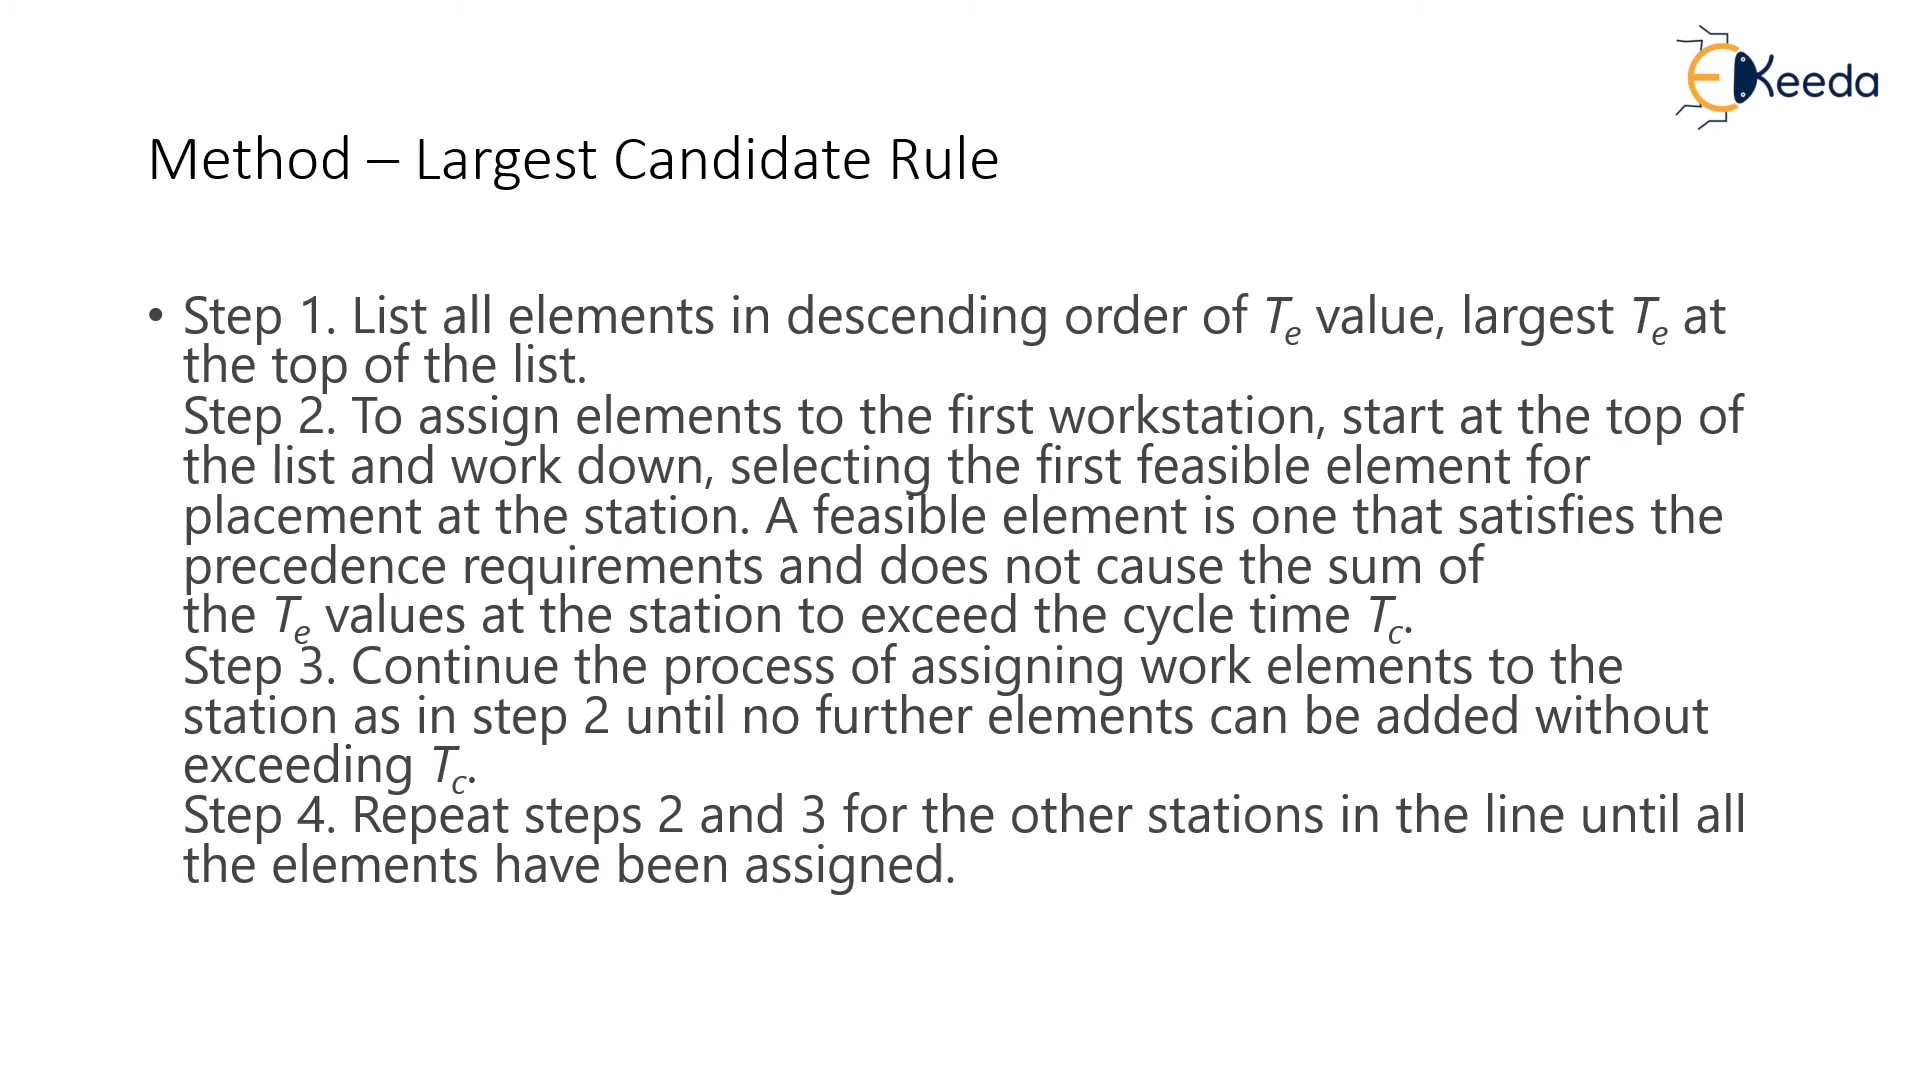 EKeeda
Method – Largest Candidate Rule
• Step 1. List all elements in descending order of Te value, largest Te at
the top of the list.
Step 2. To assign elements to the first workstation, start at the top of
the list and work down, selecting the first feasible element for
placement at the station. A feasible element is one that satisfies the
precedence requirements and does not cause the sum of
the Te values at the station to exceed the cycle time Tc.
Step 3. Continue the process of assigning work elements to the
station as in step 2 until no further elements can be added without
exceeding Tc.
Step 4. Repeat steps 2 and 3 for the other stations in the line until all
the elements have been assigned.